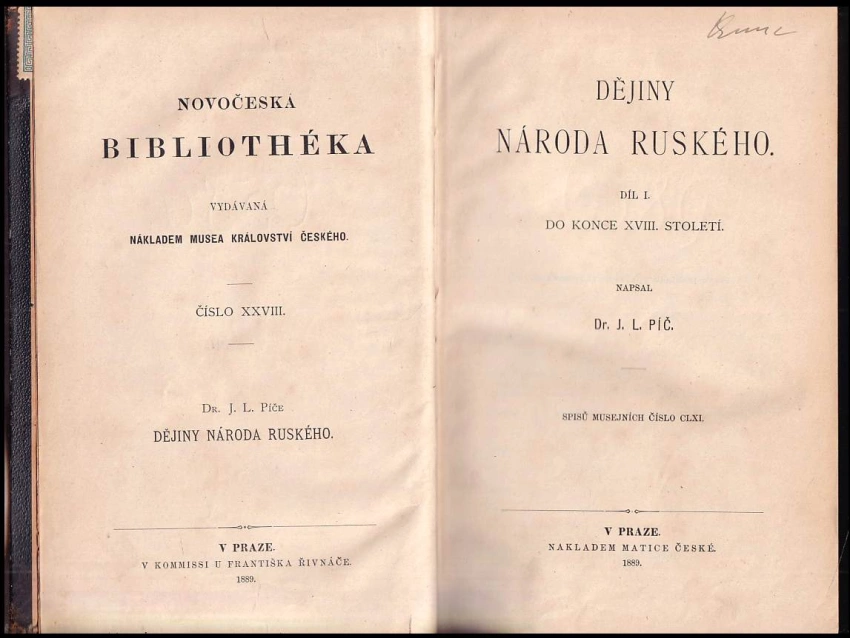 NOVOČESKÁ
BIBLIOTHÉKA
VYDÁVANÁ
NÁKLADEM MUSEA KRÁLOVSTVÍ ČESKÉHO.
ČÍSLO XXVIII.
DR. J. L. PÍČE
DĚJINY NÁRODA RUSKÉHO.
V PRAZE.
V KOMMISSI U FRANTIŠKA ŘIVNÁČE.
1889.
DĚJINY
NÁRODA RUSKÉHO.
DÍL I.
DO KONCE XVIII. STOLETÍ.
NAPSAL
Dr. J. L. PÍČ.
SPISŮ MUSEJNÍCH ČÍSLO CLXI.
V PRAZE.
NAKLADEM MATICE ČESKÉ.
1889.